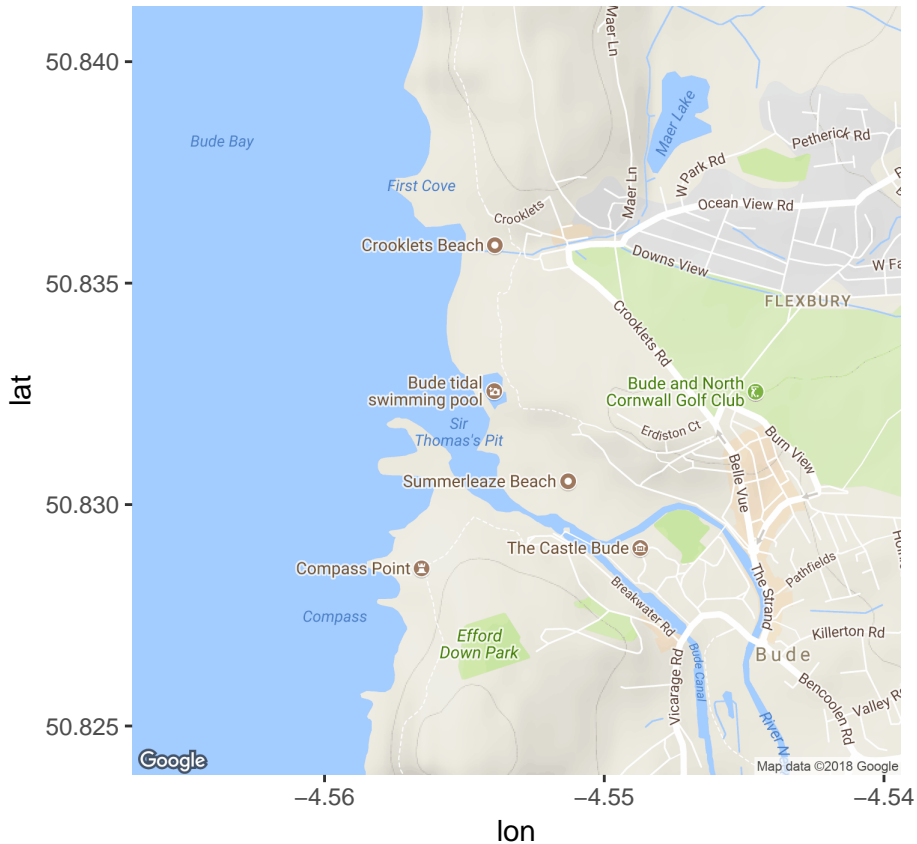 50.840
50.835
50.830
50.825
lat
−4.56
−4.55
−4.54
lon
Maer Ln
Maer Lake
Petherick Rd
Bude Bay
W Park Rd
First Cove
Maer Ln
Ocean View Rd
Crooklets
Crooklets Beach
Downs View
W Fa
FLEXBURY
Crooklets Rd
Bude tidal
swimming pool
Bude and North
Cornwall Golf Club
Sir
Thomas's Pit
Erdiston Ct
Burn View
Belle Vue
Summerleaze Beach
The Castle Bude
Compass Point
Pathfields
The Strand
Breakwater Rd
Compass
Efford
Down Park
Killerton Rd
Bude
Bude Canal
Vicarage Rd
Bencoolen Rd
Valley Rd
River N
Google
Map data ©2018 Google